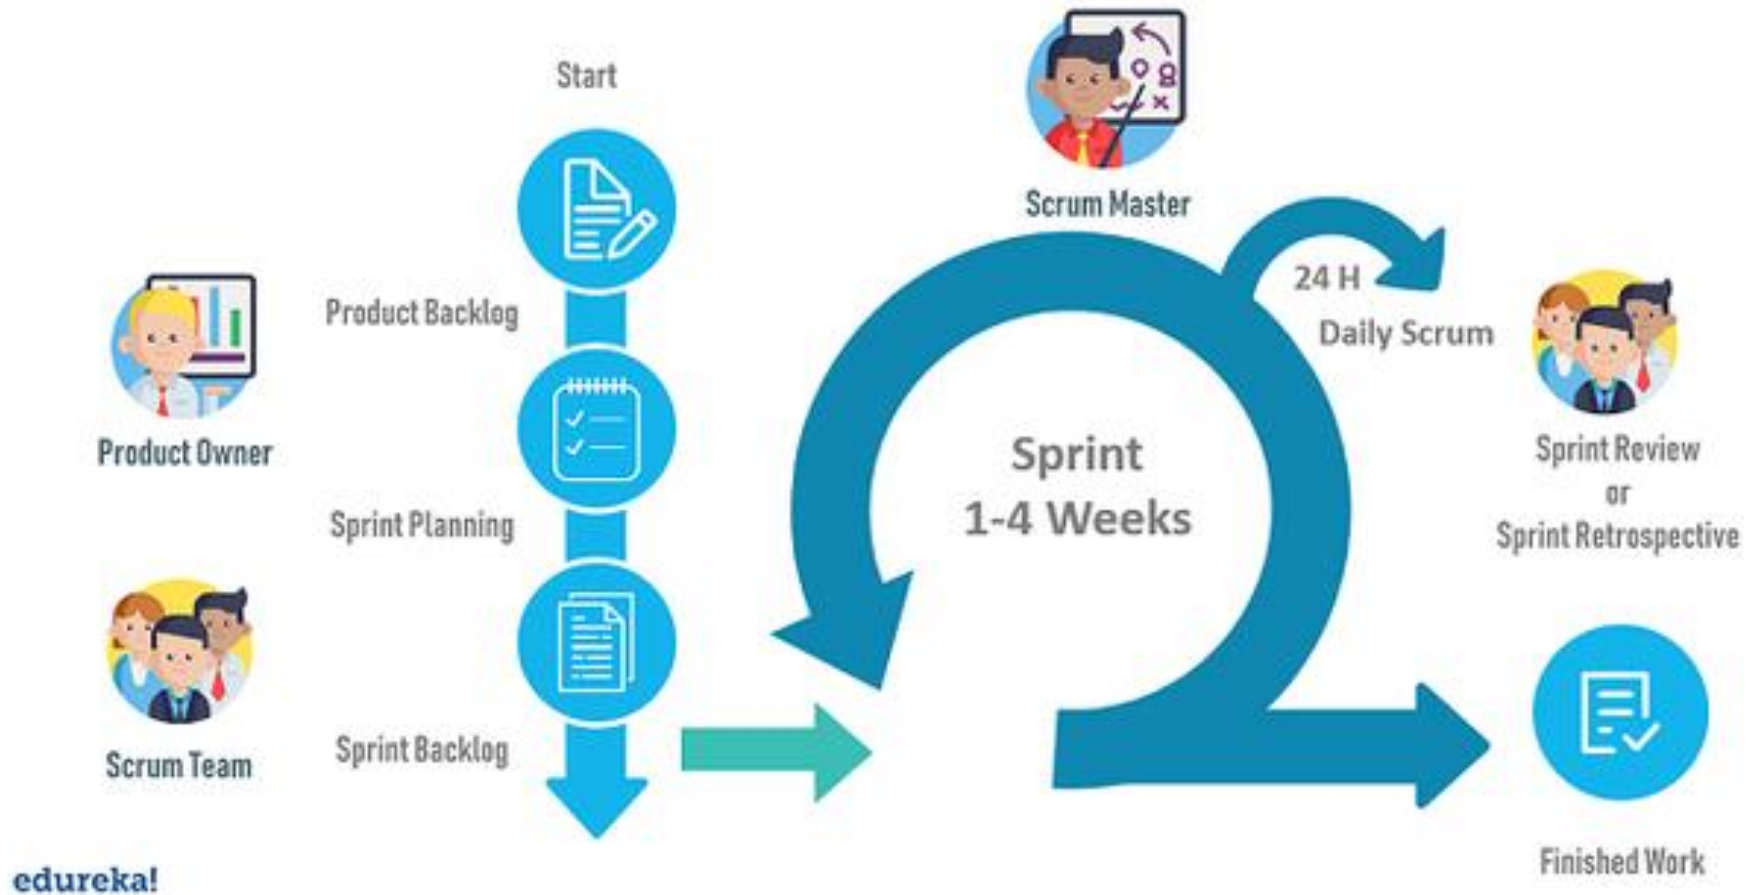 Start
Scrum Master
Product Backlog
24 H
Daily Scrum
Product Owner
Sprint Planning
Sprint
1-4 Weeks
Sprint Review
or
Sprint Retrospective
Scrum Team
Sprint Backlog
Finished Work
edureka!